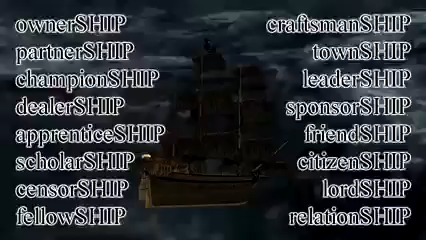 ownerSHIP
partnerSHIP
championSHIP
dealerSHIP
apprenticeSHIP
scholarSHIP
censorSHIP
fellowSHIP
craftsmanSHIP
townSHIP
leaderSHIP
sponsorSHIP
friendSHIP
citizenSHIP
lordSHIP
relationSHIP